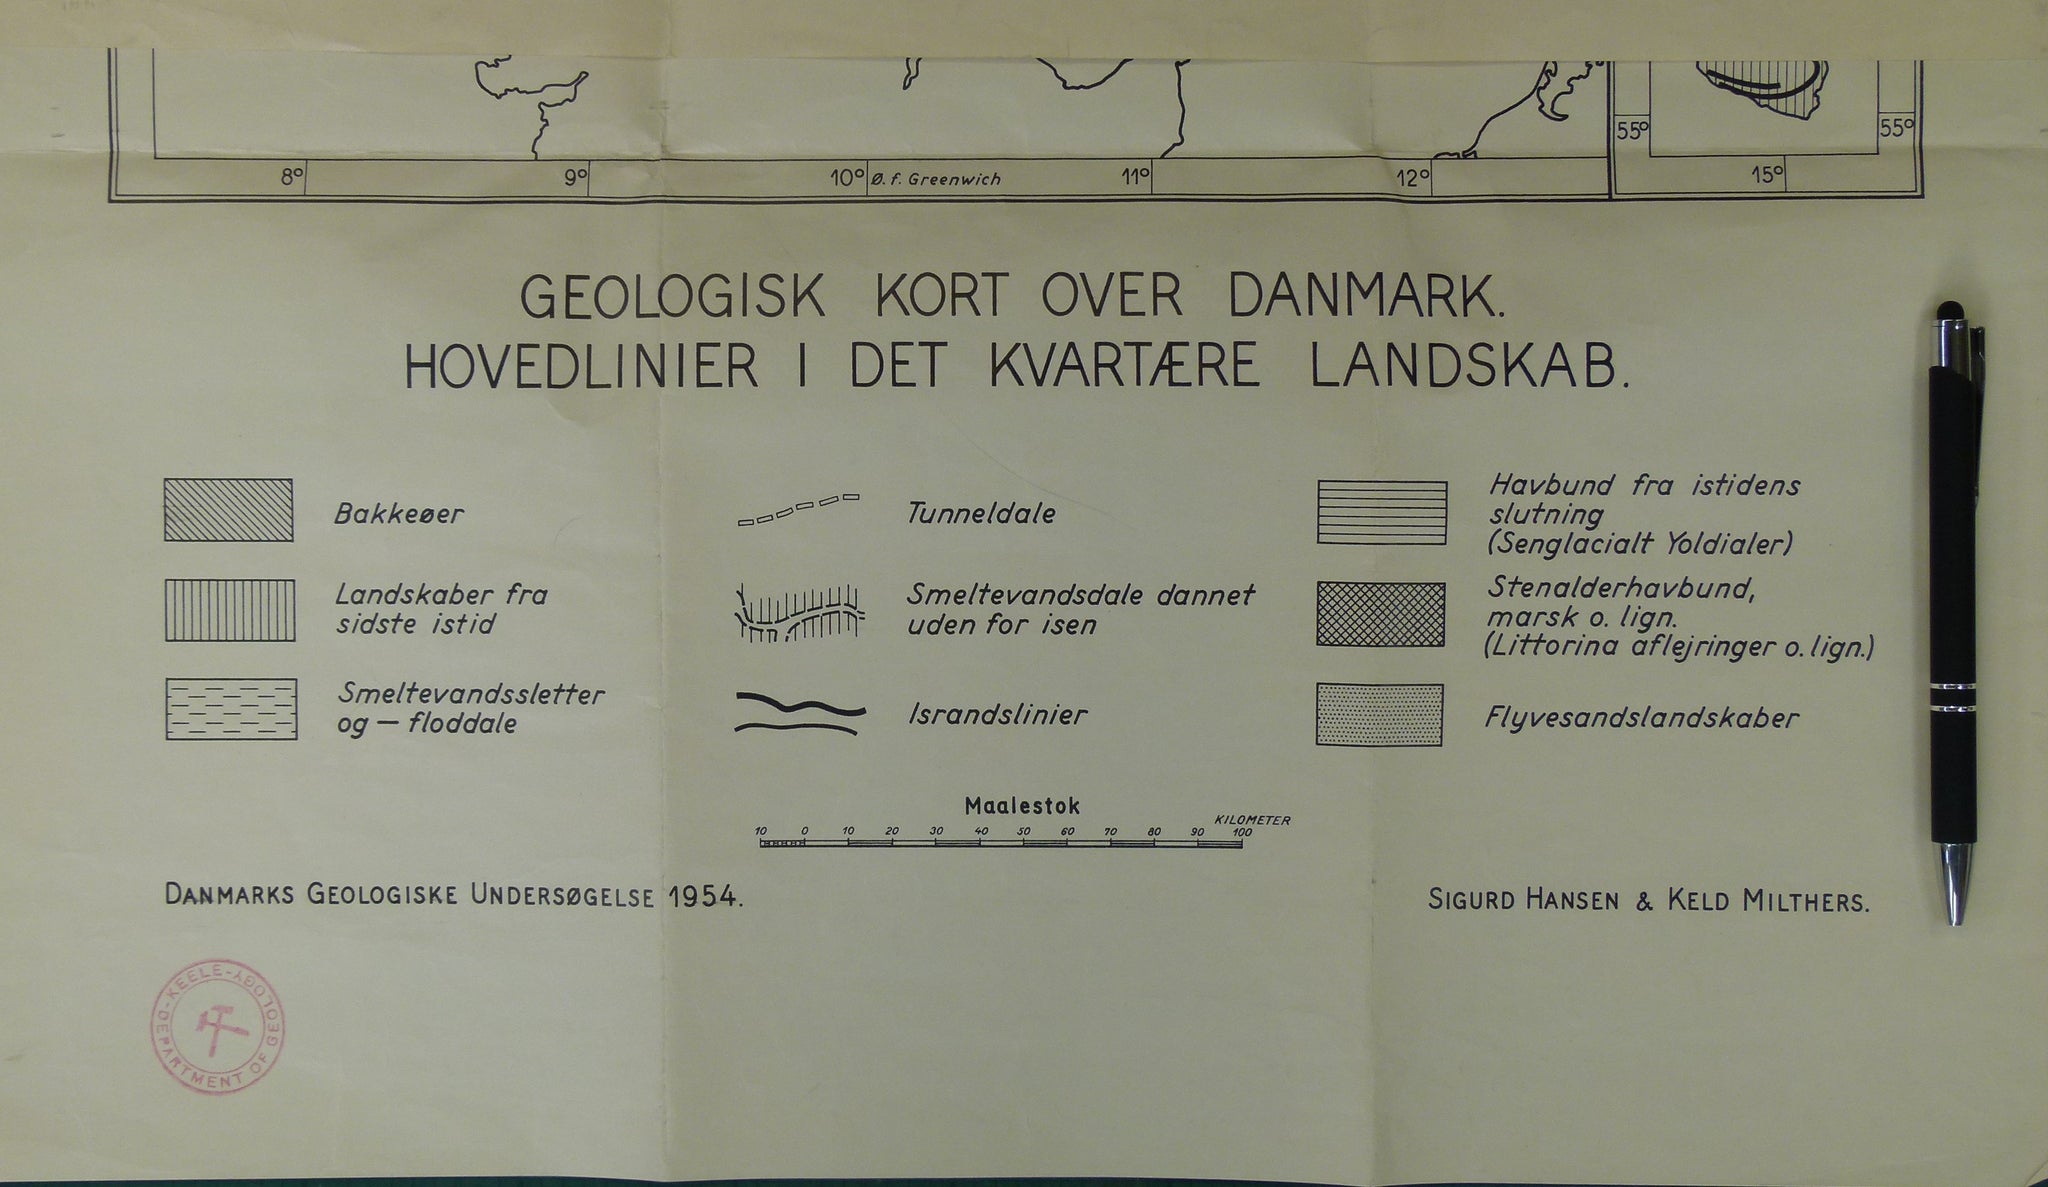 55° 55°
8° 9° 10° Ø. f. Greenwich 11° 12° 15°
GEOLOGISK KORT OVER DANMARK.
HOVEDLINIER I DET KVARTÆRE LANDSKAB.
Bakkeøer
Landskaber fra
sidste istid
Smeltevandssletter
og — floddale
Tunneldale
Smeltevandsdale dannet
uden for isen
Israndslinier
Havbund fra istidens
slutning
(Senglacialt Yoldialer)
Stenalderhavbund,
marsk o. lign.
(Littorina aflejringer o. lign.)
Flyvesandslandskaber
Maalestok
KILOMETER
10 0 10 20 30 40 50 60 70 80 90 100
DANMARKS GEOLOGISKE UNDERSØGELSE 1954.
SIGURD HANSEN & KELD MILTHERS.
KEELE-
DEPARTMENT OF GEOLOGY-